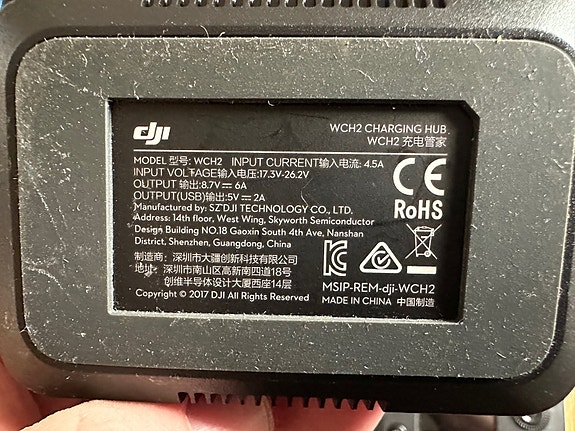 dji
WCH2 CHARGING HUB
WCH2 充电管家
MODEL 型号: WCH2 INPUT CURRENT输入电流: 4.5A
INPUT VOLTAGE输入电压:17.3V-26.2V
OUTPUT 输出:8.7V⎓6A
OUTPUT(USB)输出:5V⎓2A
Manufactured by: SZ DJI TECHNOLOGY CO., LTD.
Address: 14th floor, West Wing, Skyworth Semiconductor
Design Building NO.18 Gaoxin South 4th Ave, Nanshan
District, Shenzhen, Guangdong, China
制造商: 深圳市大疆创新科技有限公司
地址: 深圳市南山区高新南四道18号
创维半导体设计大厦西座14层
Copyright © 2017 DJI All Rights Reserved
CE
RoHS
MSIP-REM-dji-WCH2
MADE IN CHINA 中国制造